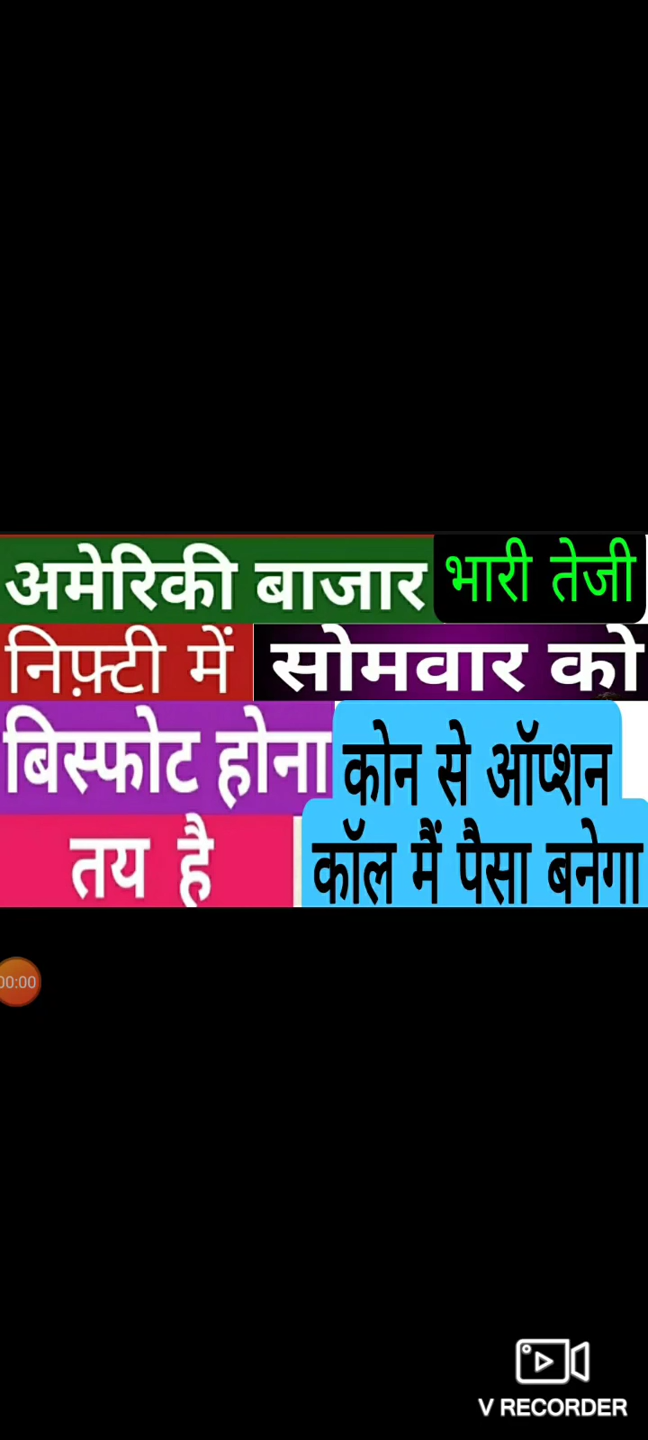 अमेरिकी बाजार भारी तेजी
निफ़्टी में सोमवार को
बिस्फोट होना कोन से ऑप्शन
तय है कॉल मैं पैसा बनेगा
00:00
V RECORDER